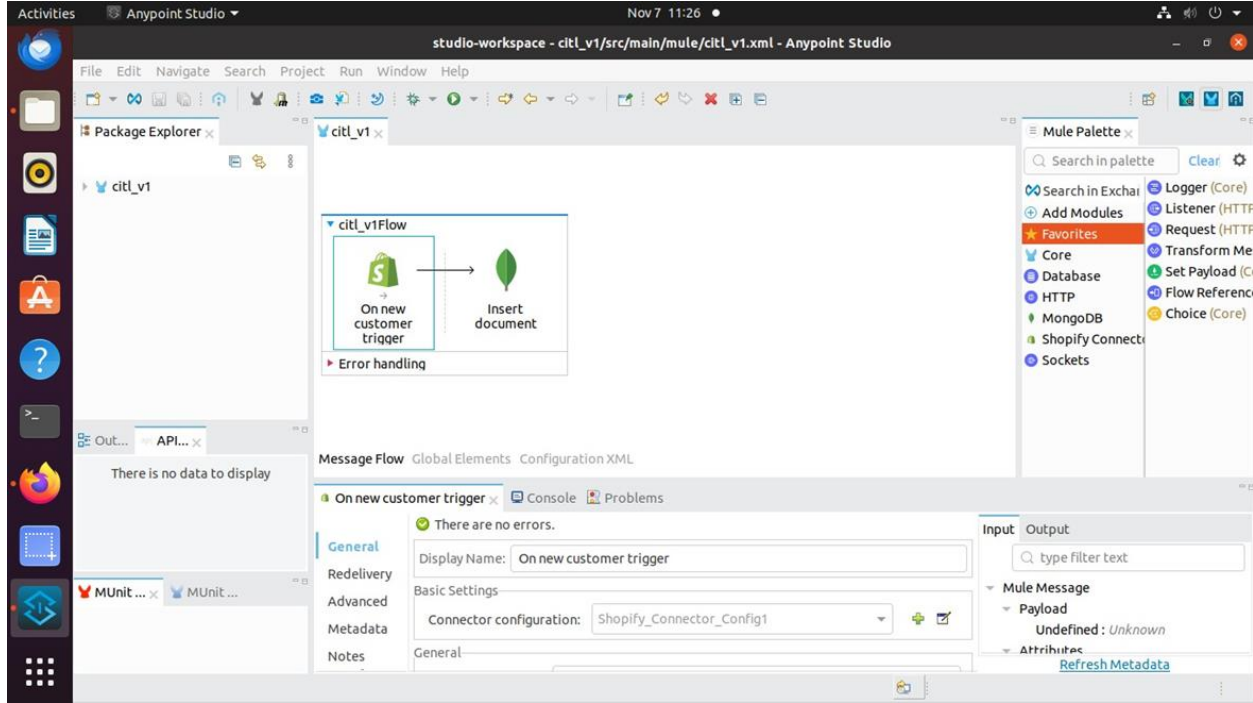 Activities
Anypoint Studio
Nov 7 11:26
studio-workspace - citl_v1/src/main/mule/citl_v1.xml - Anypoint Studio
File Edit Navigate Search Project Run Window Help
Package Explorer
citl_v1
citl_v1
citl_v1Flow
On new
customer
trigger
Insert
document
Error handling
Message Flow Global Elements Configuration XML
Mule Palette
Search in palette
Clear
Search in Exchai
Add Modules
Favorites
Core
Database
HTTP
MongoDB
Shopify Connect
Sockets
Logger (Core)
Listener (HTTP
Request (HTTP
Transform Me
Set Payload (C
Flow Referenc
Choice (Core)
Out... API...
There is no data to display
MUnit ... MUnit ...
On new customer trigger Console Problems
There are no errors.
General
Redelivery
Advanced
Metadata
Notes
Display Name: On new customer trigger
Basic Settings
Connector configuration: Shopify_Connector_Config1
General
Input Output
type filter text
Mule Message
Payload
Undefined : Unknown
Attributes
Refresh Metadata